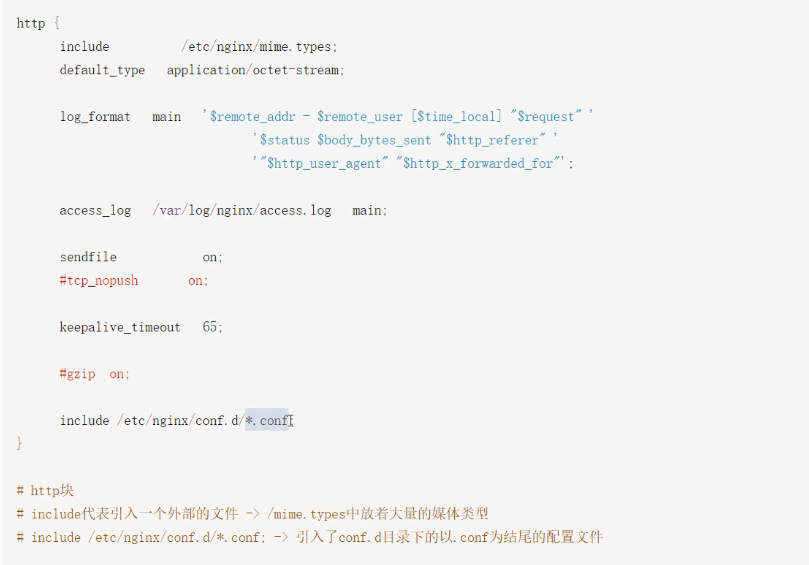 http {
include /etc/nginx/mime.types;
default_type application/octet-stream;
log_format main '$remote_addr - $remote_user [$time_local] "$request" '
'$status $body_bytes_sent "$http_referer" '
'"$http_user_agent" "$http_x_forwarded_for"';
access_log /var/log/nginx/access.log main;
sendfile on;
#tcp_nopush on;
keepalive_timeout 65;
#gzip on;
include /etc/nginx/conf.d/*.conf
}
# http块
# include代表引入一个外部的文件 -> /mime.types中放着大量的媒体类型
# include /etc/nginx/conf.d/*.conf; -> 引入了conf.d目录下的以.conf为结尾的配置文件